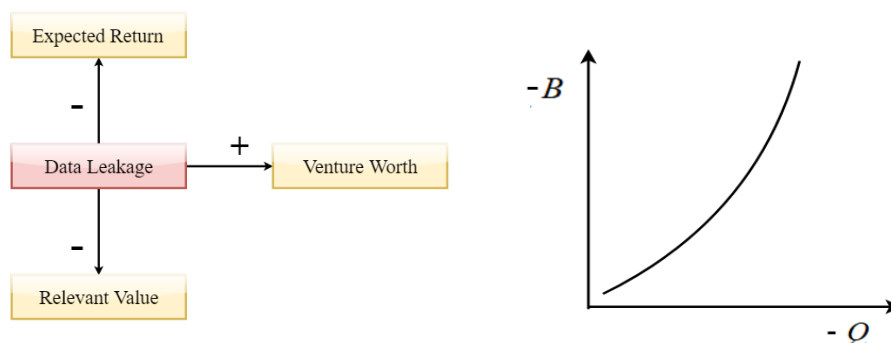 Expected Return
-
Data Leakage
+
Venture Worth
-
Relevant Value
-B
- Q